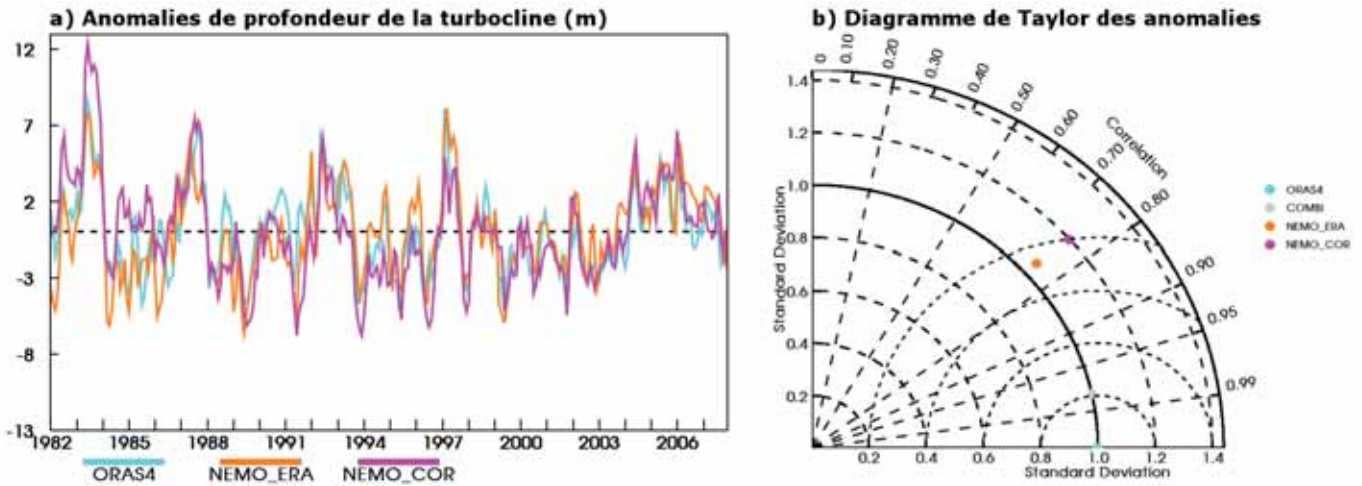 a) Anomalies de profondeur de la turbocline (m)
12
7
2
-3
-8
-13
1982 1985 1988 1991 1994 1997 2000 2003 2006
ORAS4 NEMO_ERA NEMO_COR
b) Diagramme de Taylor des anomalies
0 0.10 0.20 0.30 0.40 0.50 0.60 0.70 0.80 0.90 0.95 0.99
Correlation
1.4
1.2
1.0
0.8
0.6
0.4
0.2
Standard Deviation
0.2 0.4 0.6 0.8 1.0 1.2 1.4
Standard Deviation
ORAS4
COMBI
NEMO_ERA
NEMO_COR